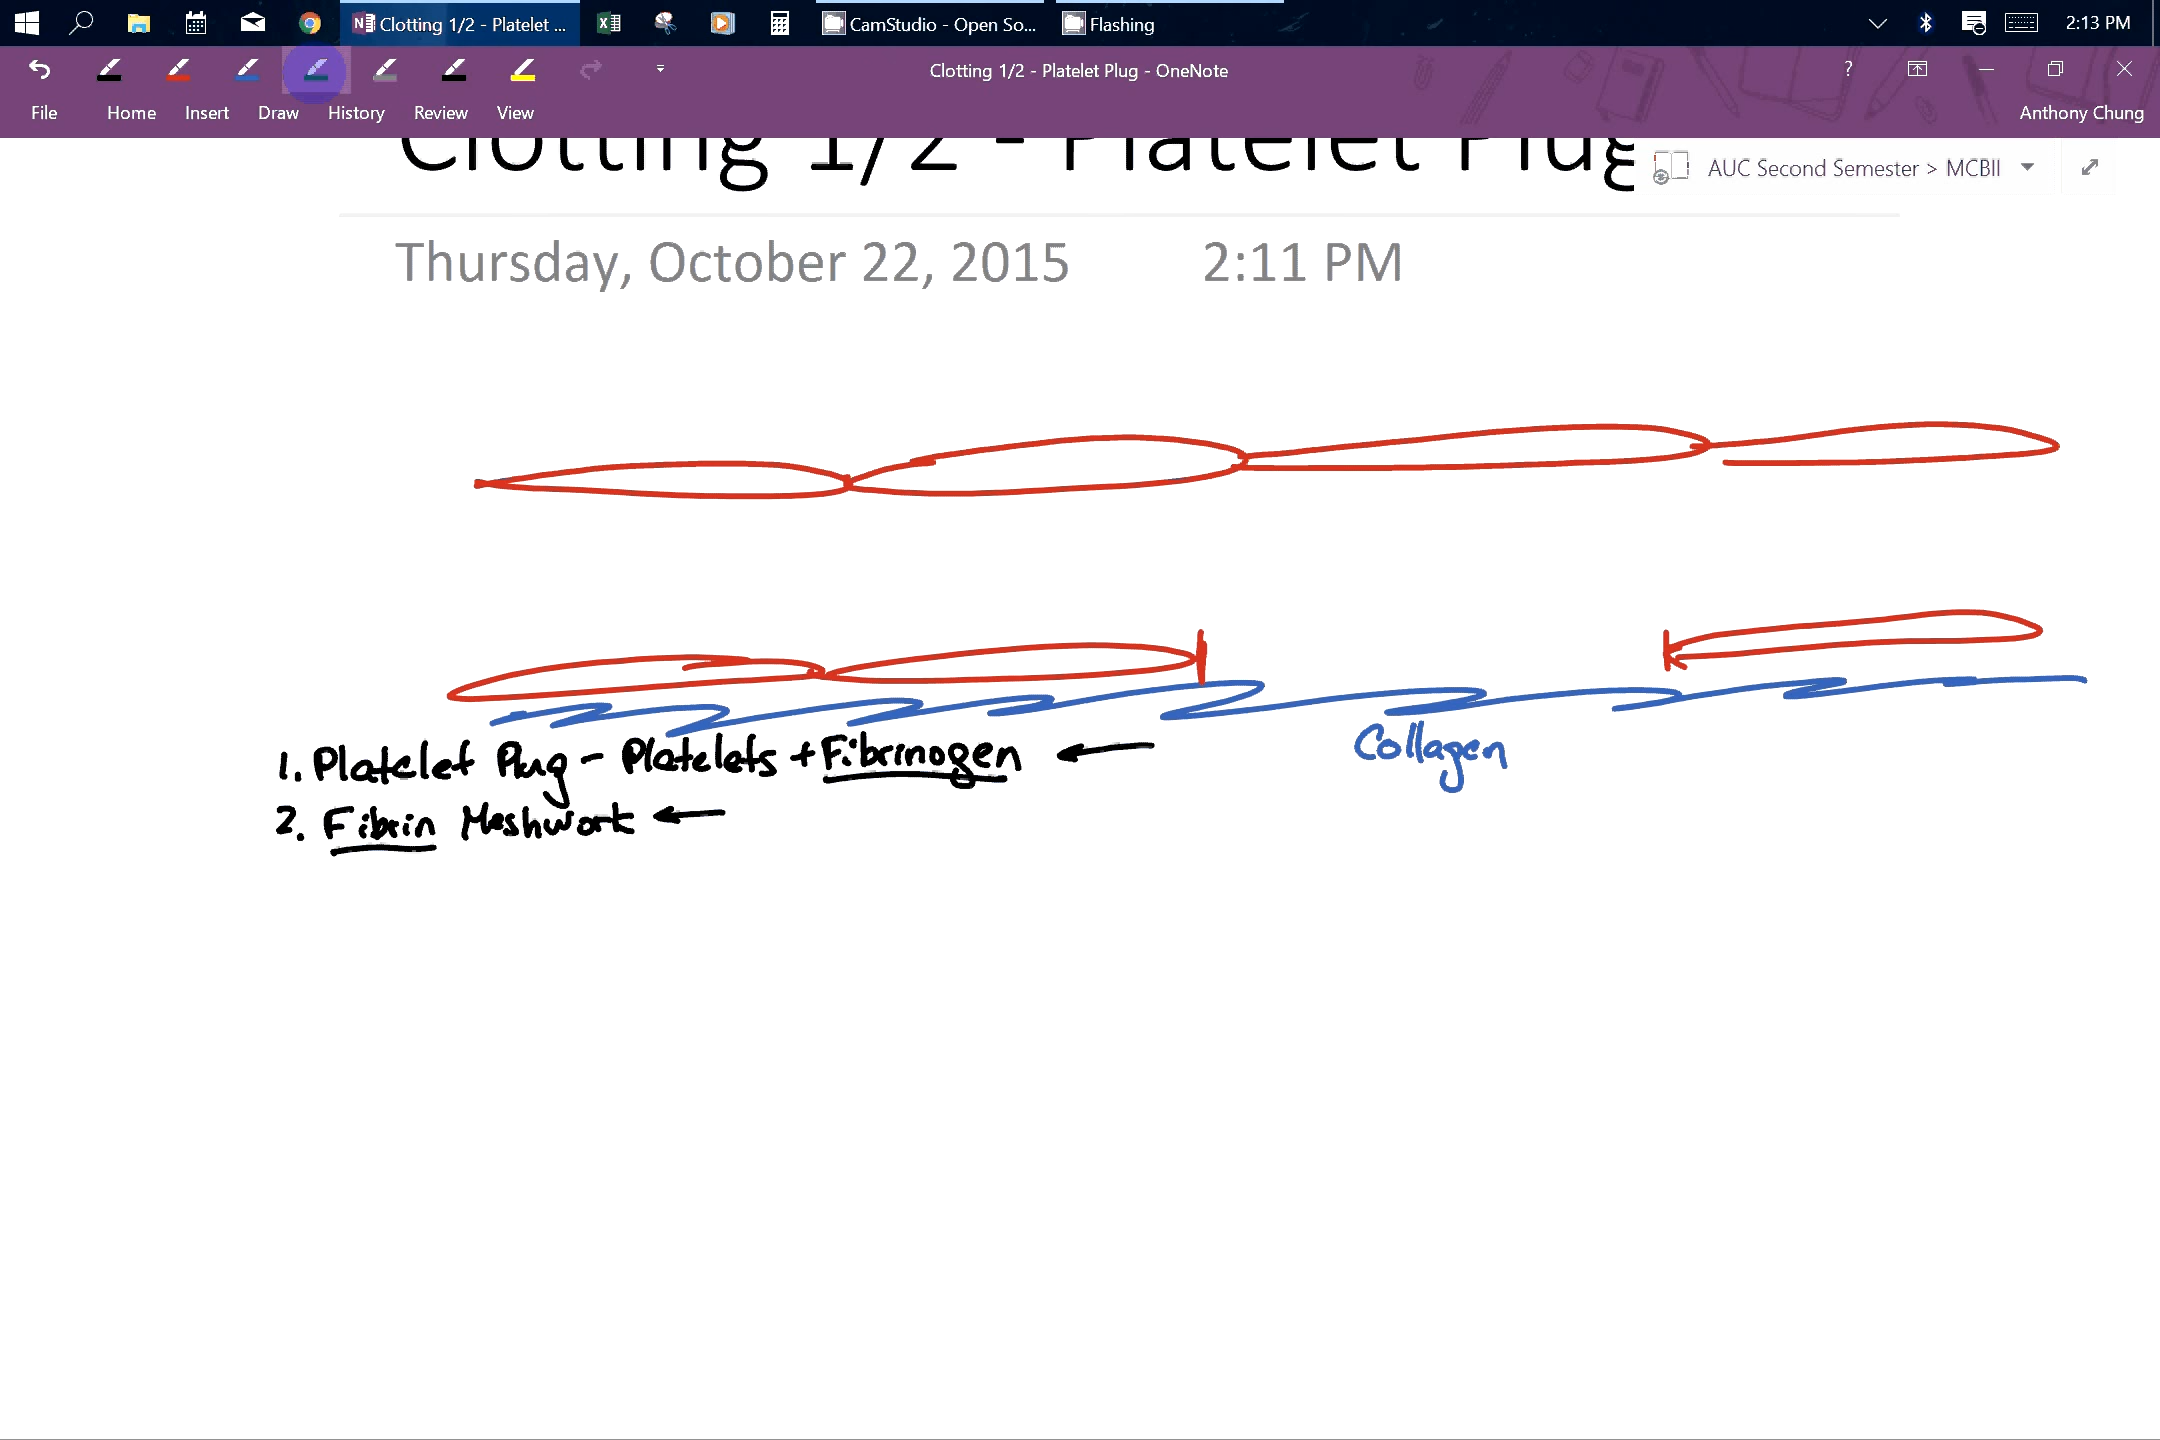 Clotting 1/2 - Platelet ... CamStudio - Open So... Flashing 2:13 PM
Clotting 1/2 - Platelet Plug - OneNote ?
File Home Insert Draw History Review View Anthony Chung
Clotting 1/2 - Platelet Plug
AUC Second Semester > MCBII
Thursday, October 22, 2015 2:11 PM
Collagen
1. Platelet Plug - Platelets + Fibrinogen ←
2. Fibrin Meshwork ←